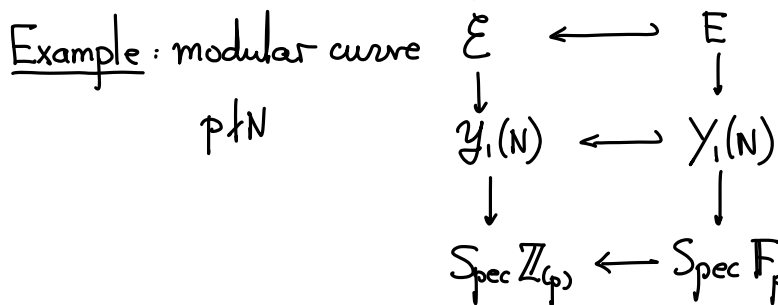 Example : modular curve ℰ ⟵ E
p∤N
↓ ↓
𝒴₁(N) ⟵ Y₁(N)
↓ ↓
Spec ℤ₍ₚ₎ ⟵ Spec 𝔽ₚ